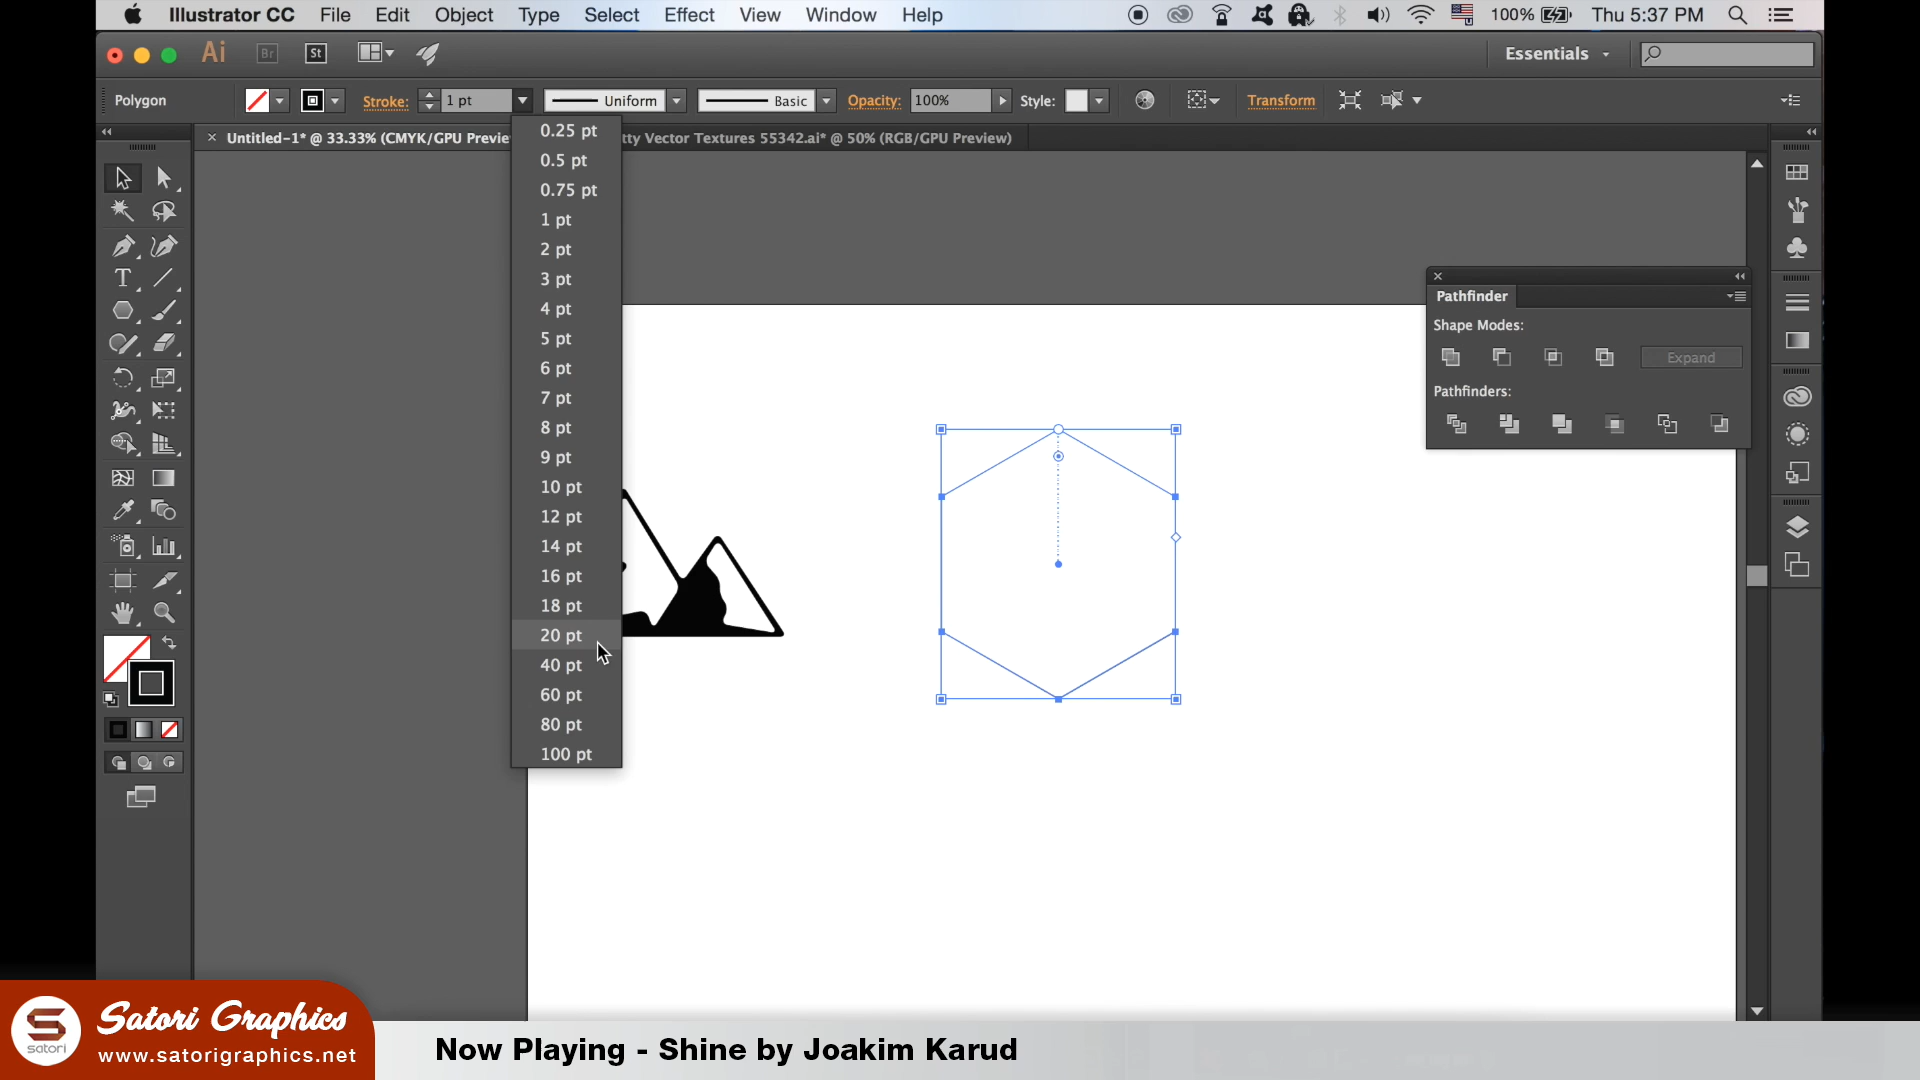 Illustrator CC File Edit Object Type Select Effect View Window Help 100% Thu 5:37 PM
Ai Br St Essentials
Polygon Stroke: 1 pt Uniform Basic Opacity: 100% Style: Transform
× Untitled-1* @ 33.33% (CMYK/GPU Preview tty Vector Textures 55342.ai* @ 50% (RGB/GPU Preview)
0.25 pt
0.5 pt
0.75 pt
1 pt
2 pt
3 pt
4 pt
5 pt
6 pt
7 pt
8 pt
9 pt
10 pt
12 pt
14 pt
16 pt
18 pt
20 pt
40 pt
60 pt
80 pt
100 pt
Pathfinder
Shape Modes:
Expand
Pathfinders:
Satori Graphics
satori
www.satorigraphics.net
Now Playing - Shine by Joakim Karud